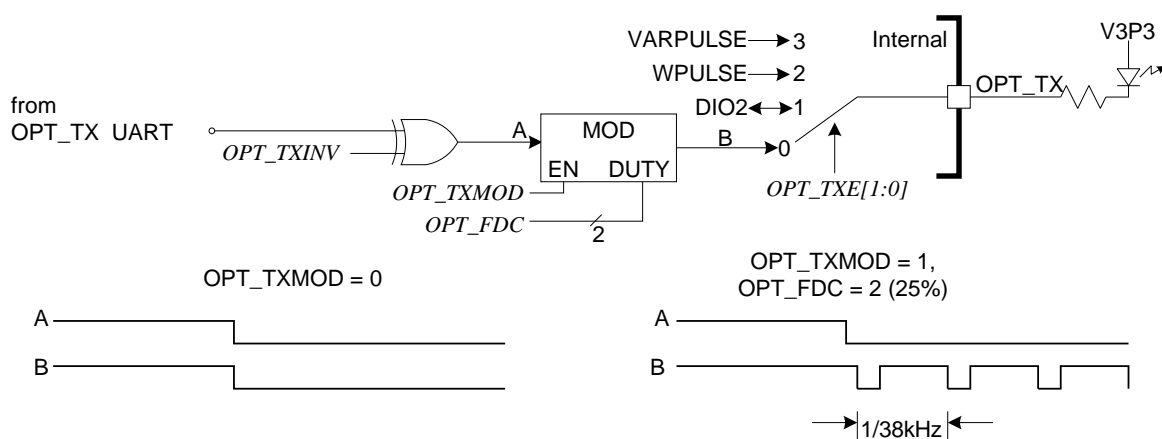 VARPULSE 3
Internal
V3P3
WPULSE 2
OPT_TX
from
OPT_TX UART
DIO2 1
A
MOD
B
0
OPT_TXINV
EN DUTY
OPT_TXMOD
OPT_TXE[1:0]
OPT_FDC
2
OPT_TXMOD = 0
OPT_TXMOD = 1,
OPT_FDC = 2 (25%)
A
B
A
B
1/38kHz